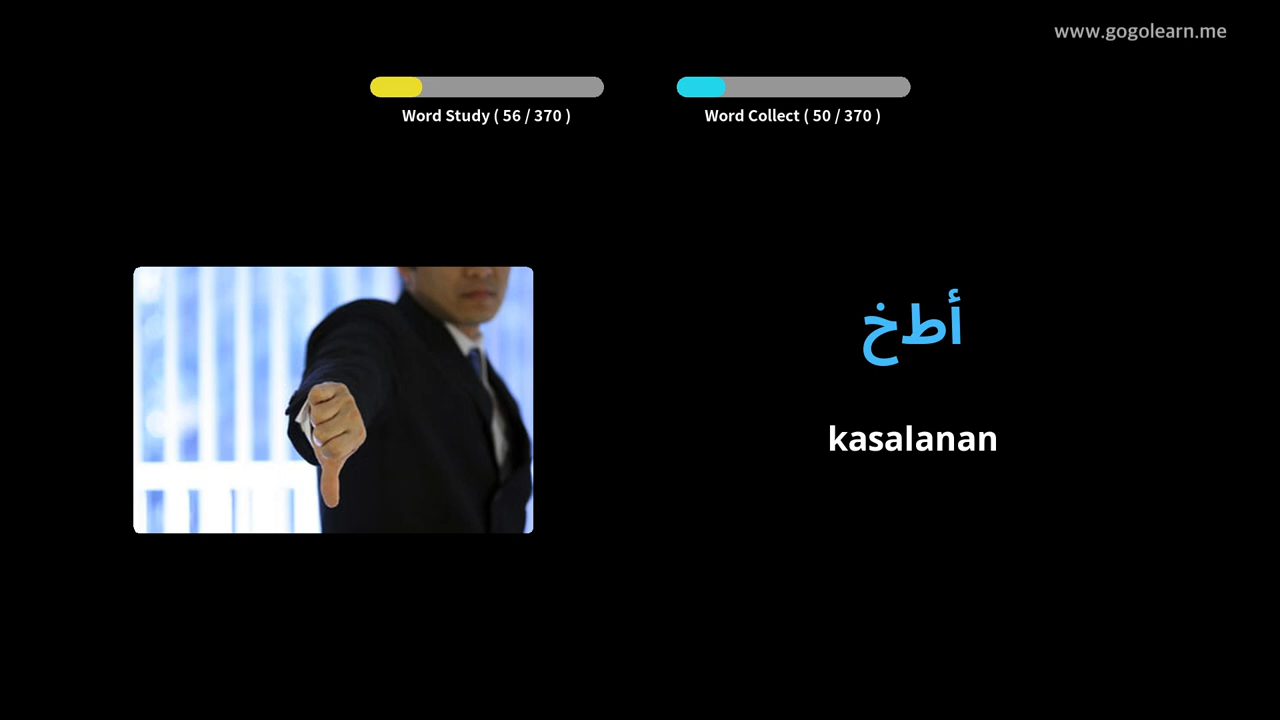 www.gogolearn.me
Word Study ( 56 / 370 )
Word Collect ( 50 / 370 )
أطخ
kasalanan